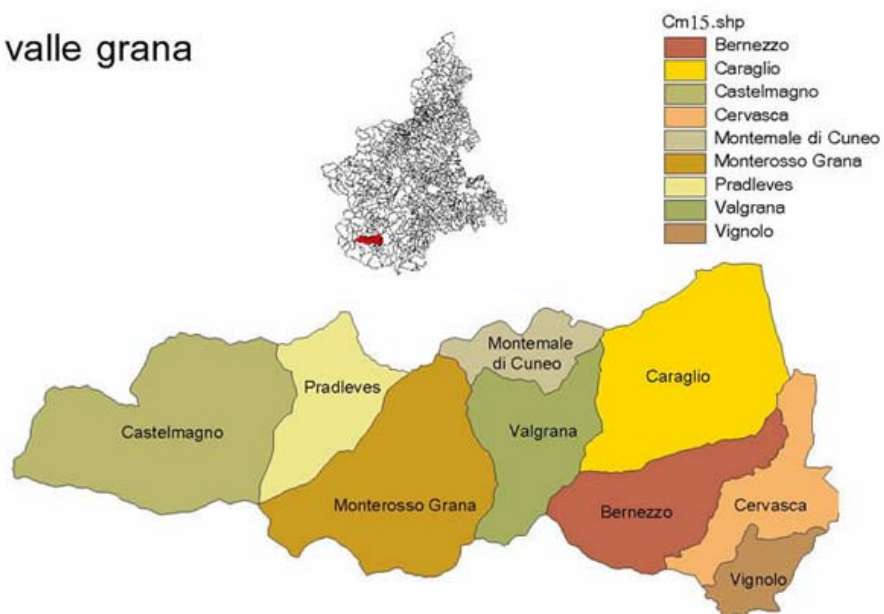 valle grana
Cm15.shp
Bernezzo
Caraglio
Castelmagno
Cervasca
Montemale di Cuneo
Monterosso Grana
Pradleves
Valgrana
Vignolo
Montemale
di Cuneo
Pradleves
Caraglio
Castelmagno
Valgrana
Monterosso Grana
Bernezzo
Cervasca
Vignolo